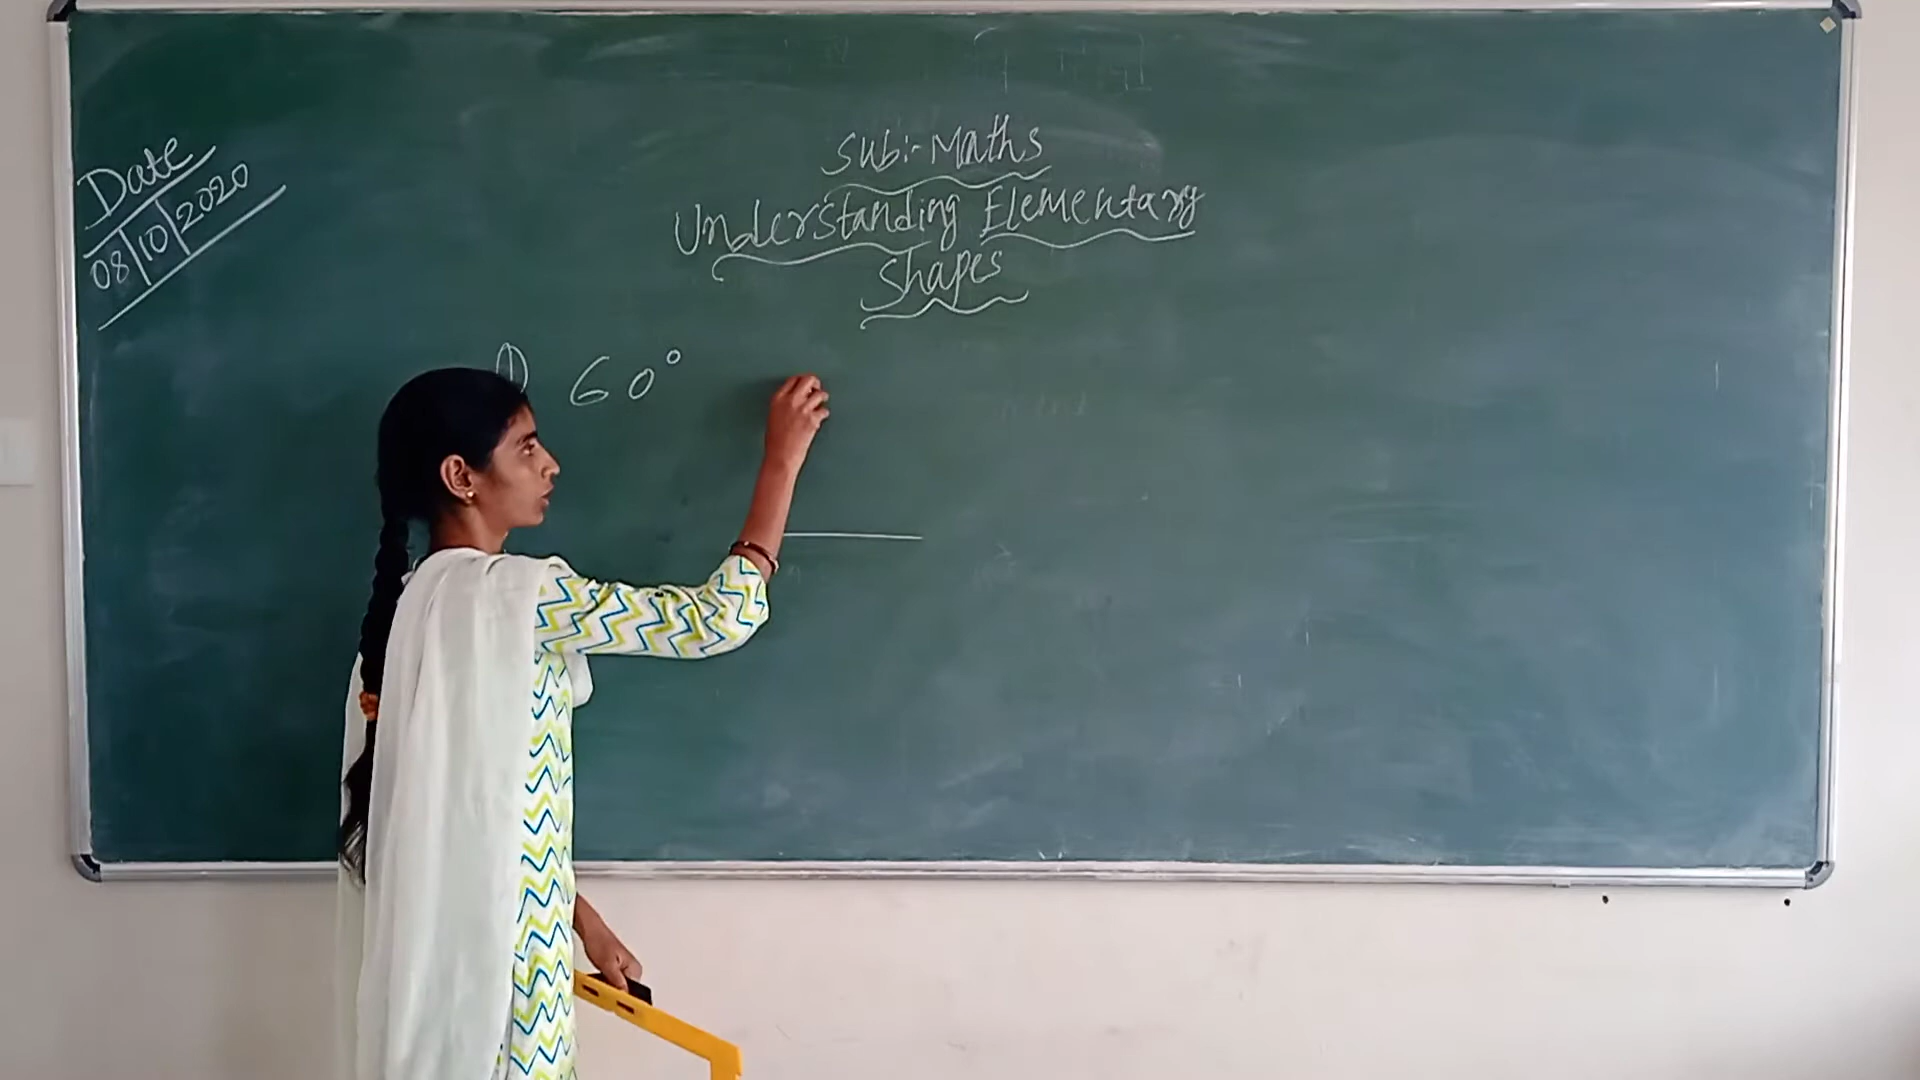 Date
08/10/2020
Sub:- Maths
Understanding Elementary
Shapes
1) 60°